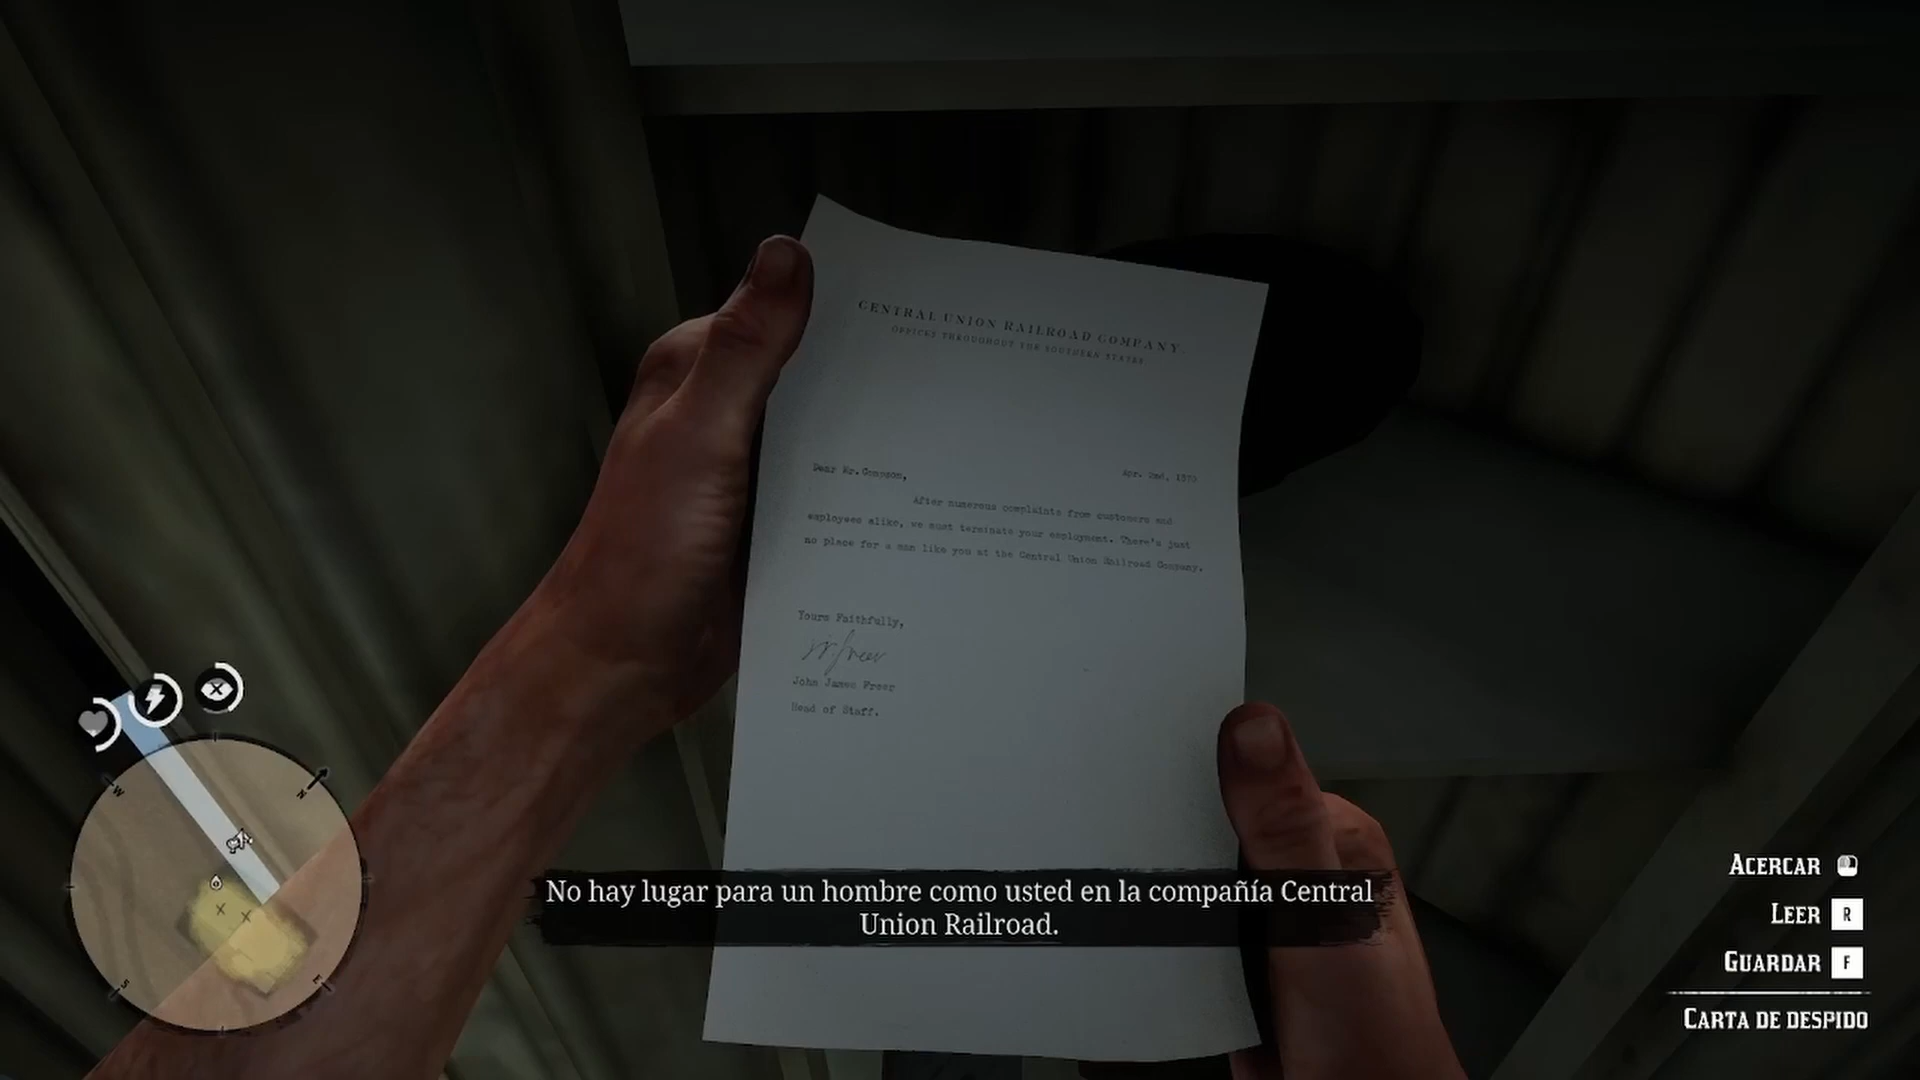 CENTRAL UNION RAILROAD COMPANY.
OFFICES THROUGHOUT THE SOUTHERN STATES
Dear Mr. Compson,
Apr. 2nd, 1870
After numerous complaints from customers and
employees alike, we must terminate your employment. There's just
no place for a man like you at the Central Union Railroad Company.
Yours Faithfully,
John James Freer
Head of Staff.
No hay lugar para un hombre como usted en la compañía Central
Union Railroad.
ACERCAR
LEER R
GUARDAR F
CARTA DE DESPIDO
W
N
S
E